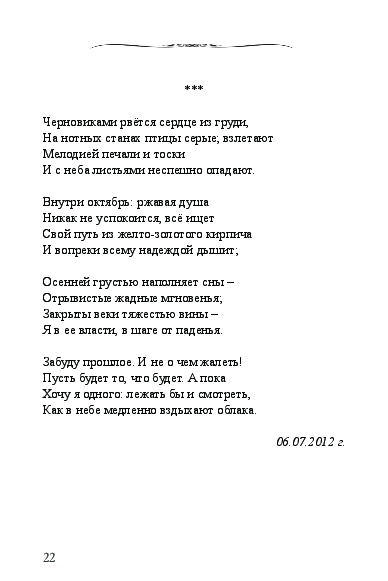 ***
Черновиками рвётся сердце из груди,
На нотных станах птицы серые; взлетают
Мелодией печали и тоски
И с неба листьями неспешно опадают.
Внутри октябрь: ржавая душа
Никак не успокоится, всё ищет
Свой путь из желто-золотого кирпича
И вопреки всему надеждой дышит;
Осенней грустью наполняет сны –
Отрывистые жадные мгновенья;
Закрыты веки тяжестью вины –
Я в ее власти, в шаге от паденья.
Забуду прошлое. И не о чем жалеть!
Пусть будет то, что будет. А пока
Хочу я одного: лежать бы и смотреть,
Как в небе медленно вздыхают облака.
06.07.2012 г.
22